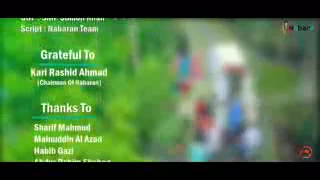 Script : Nabaran Team
Grateful To
Kari Rashid Ahmad
(Chairman Of Nabaran)
Thanks To
Sharif Mahmud
Mainuddin Al Azad
Habib Gazi